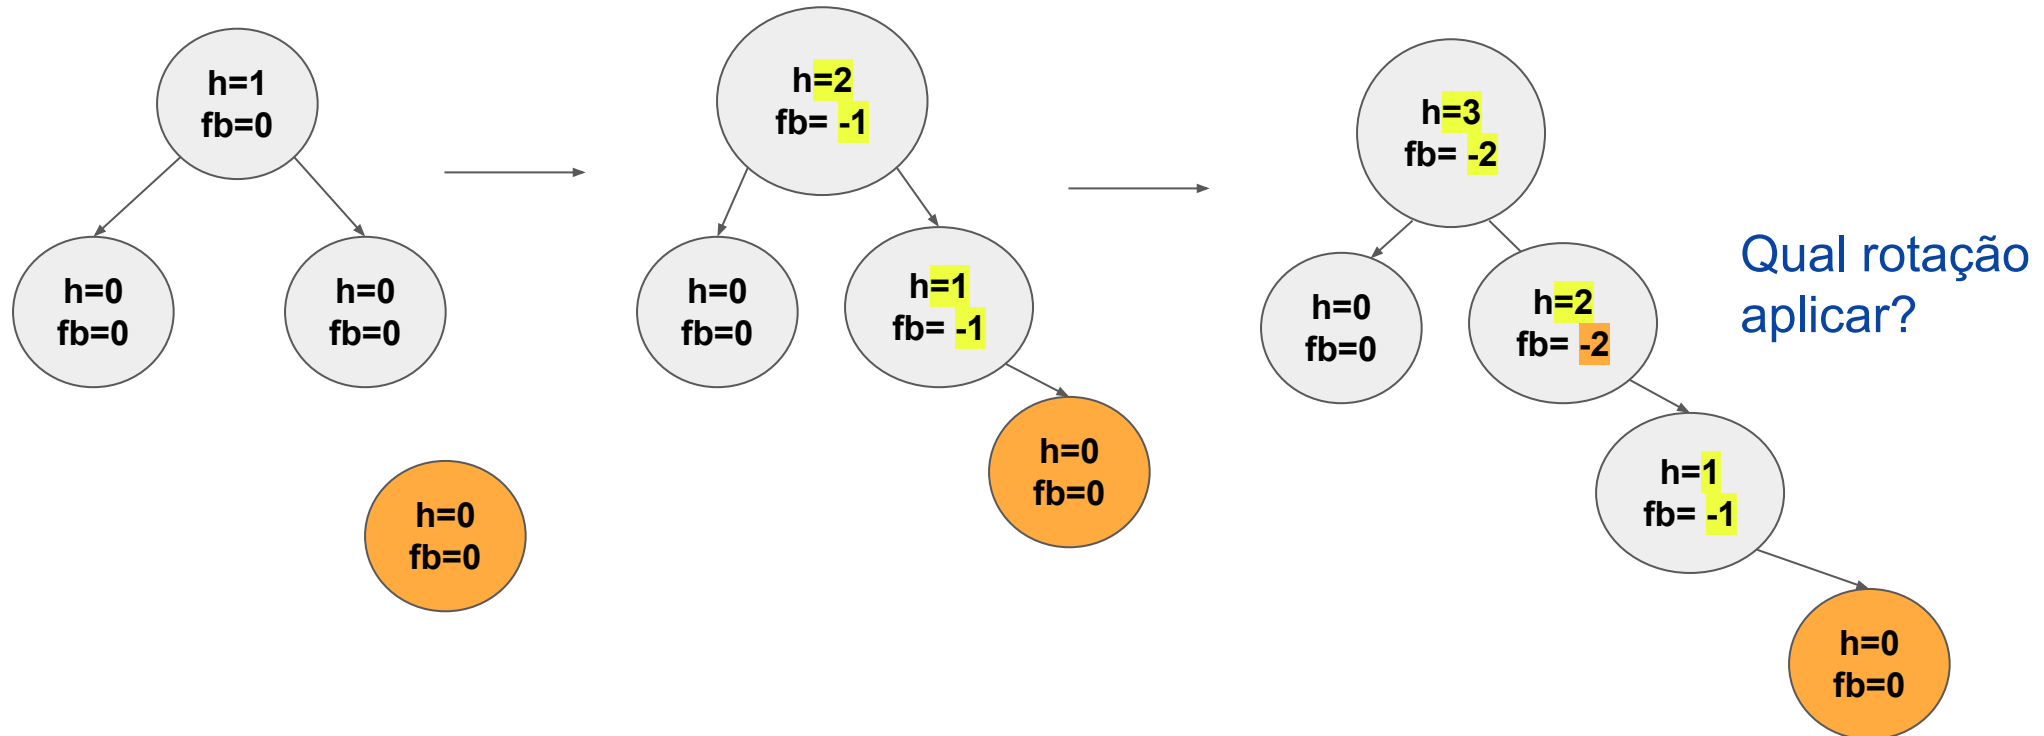 h=1
fb=0
h=0
fb=0
h=0
fb=0
h=0
fb=0
h=2
fb= -1
h=0
fb=0
h=1
fb= -1
h=0
fb=0
h=3
fb= -2
h=0
fb=0
h=2
fb= -2
h=1
fb= -1
h=0
fb=0
Qual rotação
aplicar?